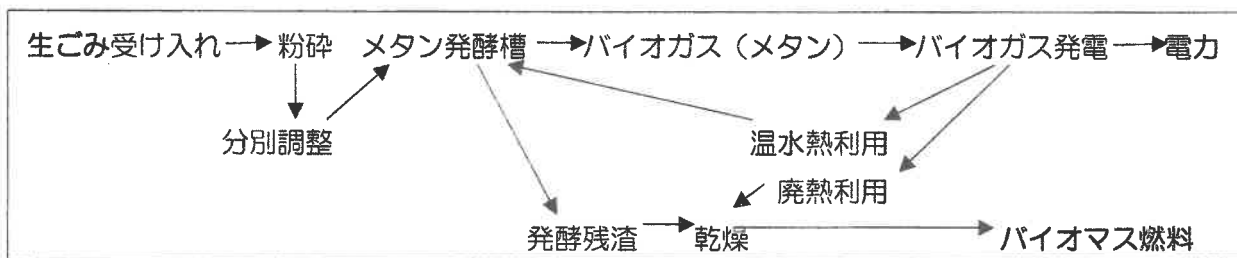 生ごみ受け入れ→粉砕 メタン発酵槽→バイオガス（メタン）→バイオガス発電→電力
分別調整 温水熱利用
廃熱利用
発酵残渣→乾燥→バイオマス燃料